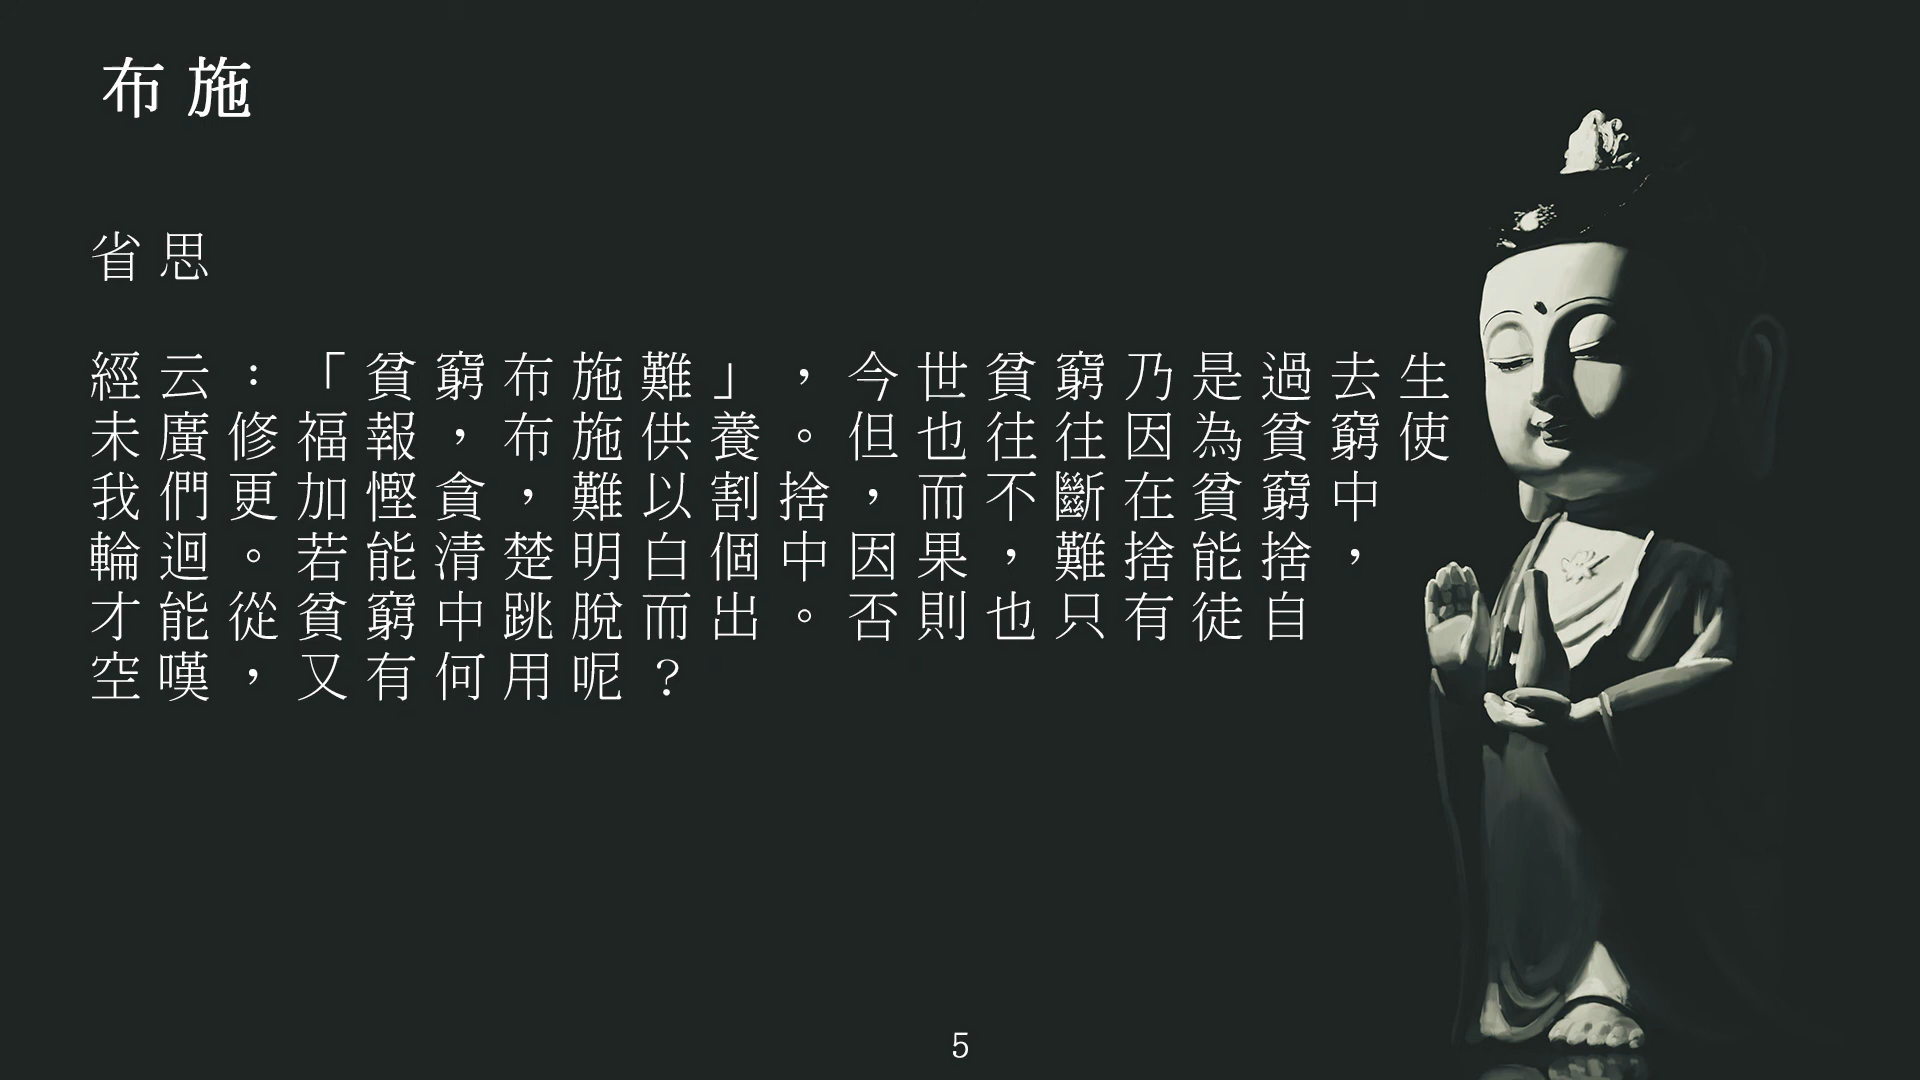 布施
省思
經云：「貧窮布施難」，今世貧窮乃是過去生
未廣修福報，布施供養。但也往往因為貧窮使
我們更加慳貪，難以割捨，而不斷在貧窮中
輪迴。若能清楚明白個中因果，難捨能捨，
才能從貧窮中跳脫而出。否則也只有徒自
空嘆，又有何用呢？
5